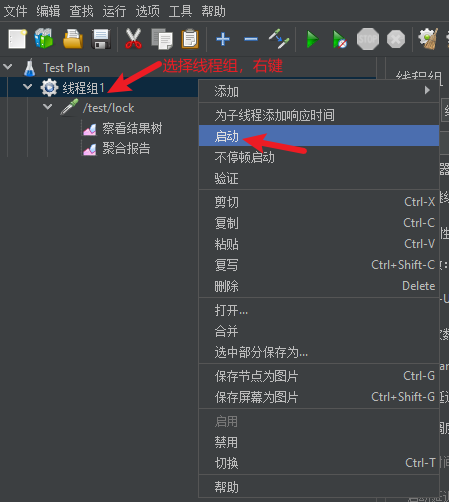 文件 编辑 查找 运行 选项 工具 帮助
Test Plan
选择线程组，右键
线程组
线程组1
添加
/test/lock
为子线程添加响应时间
察看结果树
启动
聚合报告
不停顿启动
验证
剪切 Ctrl-X
复制 Ctrl-C
粘贴 Ctrl-V
复写 Ctrl+Shift-C
删除 Delete
打开...
合并
选中部分保存为...
保存节点为图片 Ctrl-G
保存屏幕为图片 Ctrl+Shift-G
启用
禁用
切换 Ctrl-T
帮助